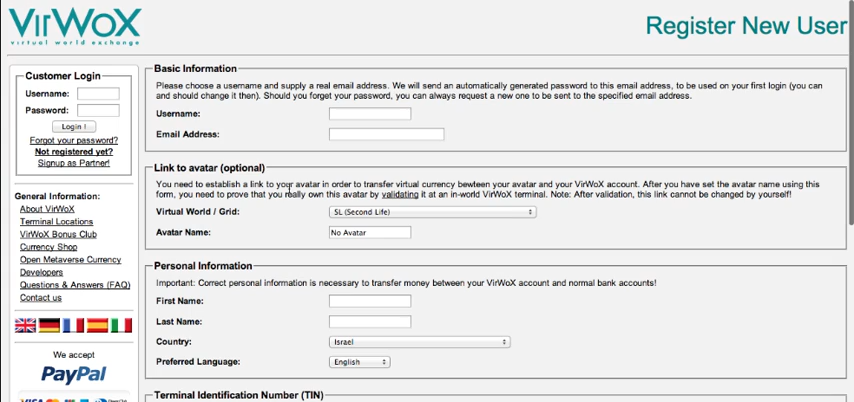 VirWoX
virtual world exchange
Register New User
Customer Login
Username:
Password:
Login !
Forgot your password?
Not registered yet?
Signup as Partner!
General Information:
About VirWoX
Terminal Locations
VirWoX Bonus Club
Currency Shop
Open Metaverse Currency
Developers
Questions & Answers (FAQ)
Contact us
We accept
PayPal
VISA
Basic Information
Please choose a username and supply a real email address. We will send an automatically generated password to this email address, to be used on your first login (you can
and should change it then). Should you forget your password, you can always request a new one to be sent to the specified email address.
Username:
Email Address:
Link to avatar (optional)
You need to establish a link to your avatar in order to transfer virtual currency bewteen your avatar and your VirWoX account. After you have set the avatar name using this
form, you need to prove that you really own this avatar by validating it at an in-world VirWoX terminal. Note: After validation, this link cannot be changed by yourself!
Virtual World / Grid:
SL (Second Life)
Avatar Name:
No Avatar
Personal Information
Important: Correct personal information is necessary to transfer money between your VirWoX account and normal bank accounts!
First Name:
Last Name:
Country:
Israel
Preferred Language:
English
Terminal Identification Number (TIN)